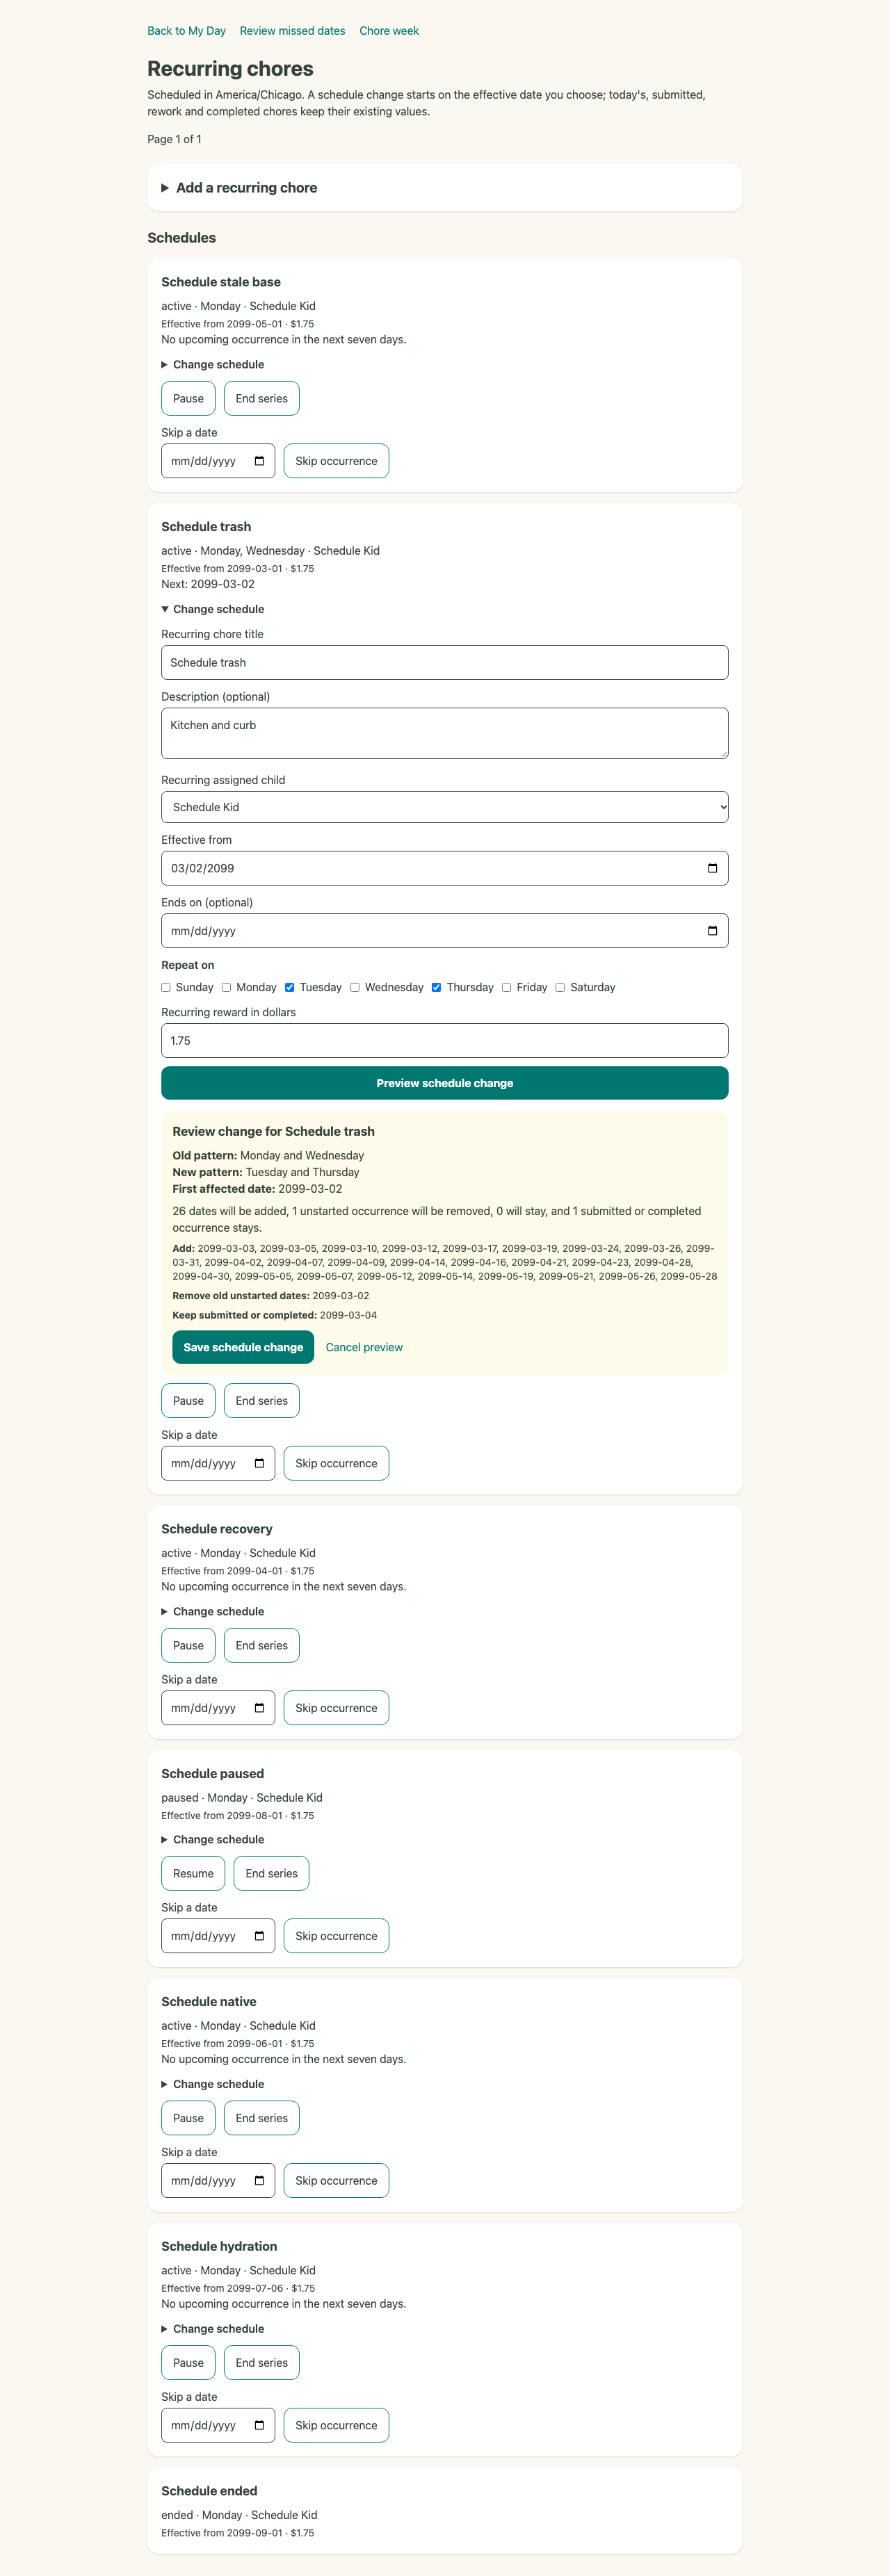 Back to My Day Review missed dates Chore week
Recurring chores
Scheduled in America/Chicago. A schedule change starts on the effective date you choose; today's, submitted,
rework and completed chores keep their existing values.
Page 1 of 1
Add a recurring chore
Schedules
Schedule stale base
active · Monday · Schedule Kid
Effective from 2099-05-01 · $1.75
No upcoming occurrence in the next seven days.
Change schedule
Pause End series
Skip a date
mm/dd/yyyy Skip occurrence
Schedule trash
active · Monday, Wednesday · Schedule Kid
Effective from 2099-03-01 · $1.75
Next: 2099-03-02
Change schedule
Recurring chore title
Schedule trash
Description (optional)
Kitchen and curb
Recurring assigned child
Schedule Kid
Effective from
03/02/2099
Ends on (optional)
mm/dd/yyyy
Repeat on
Sunday Monday Tuesday Wednesday Thursday Friday Saturday
Recurring reward in dollars
1.75
Preview schedule change
Review change for Schedule trash
Old pattern: Monday and Wednesday
New pattern: Tuesday and Thursday
First affected date: 2099-03-02
26 dates will be added, 1 unstarted occurrence will be removed, 0 will stay, and 1 submitted or completed
occurrence stays.
Add: 2099-03-03, 2099-03-05, 2099-03-10, 2099-03-12, 2099-03-17, 2099-03-19, 2099-03-24, 2099-03-26, 2099-
03-31, 2099-04-02, 2099-04-07, 2099-04-09, 2099-04-14, 2099-04-16, 2099-04-21, 2099-04-23, 2099-04-28,
2099-04-30, 2099-05-05, 2099-05-07, 2099-05-12, 2099-05-14, 2099-05-19, 2099-05-21, 2099-05-26, 2099-05-28
Remove old unstarted dates: 2099-03-02
Keep submitted or completed: 2099-03-04
Save schedule change Cancel preview
Pause End series
Skip a date
mm/dd/yyyy Skip occurrence
Schedule recovery
active · Monday · Schedule Kid
Effective from 2099-04-01 · $1.75
No upcoming occurrence in the next seven days.
Change schedule
Pause End series
Skip a date
mm/dd/yyyy Skip occurrence
Schedule paused
paused · Monday · Schedule Kid
Effective from 2099-08-01 · $1.75
Change schedule
Resume End series
Skip a date
mm/dd/yyyy Skip occurrence
Schedule native
active · Monday · Schedule Kid
Effective from 2099-06-01 · $1.75
No upcoming occurrence in the next seven days.
Change schedule
Pause End series
Skip a date
mm/dd/yyyy Skip occurrence
Schedule hydration
active · Monday · Schedule Kid
Effective from 2099-07-06 · $1.75
No upcoming occurrence in the next seven days.
Change schedule
Pause End series
Skip a date
mm/dd/yyyy Skip occurrence
Schedule ended
ended · Monday · Schedule Kid
Effective from 2099-09-01 · $1.75